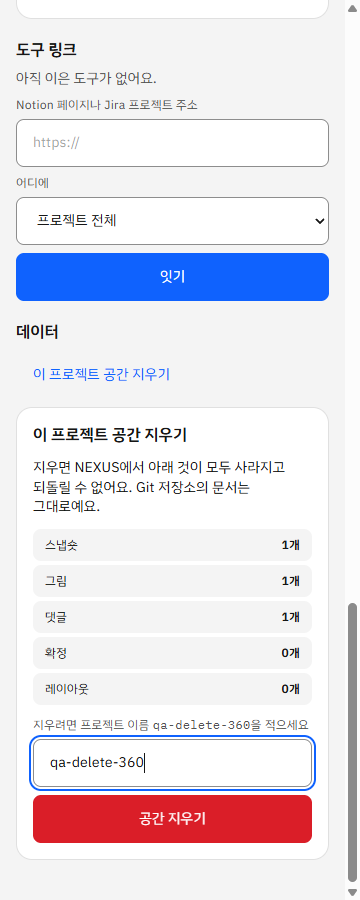 도구 링크
아직 이은 도구가 없어요.
Notion 페이지나 Jira 프로젝트 주소
https://
어디에
프로젝트 전체
잇기
데이터
이 프로젝트 공간 지우기
이 프로젝트 공간 지우기
지우면 NEXUS에서 아래 것이 모두 사라지고
되돌릴 수 없어요. Git 저장소의 문서는
그대로예요.
스냅숏 1개
그림 1개
댓글 1개
확정 0개
레이아웃 0개
지우려면 프로젝트 이름 qa-delete-360을 적으세요
qa-delete-360
공간 지우기